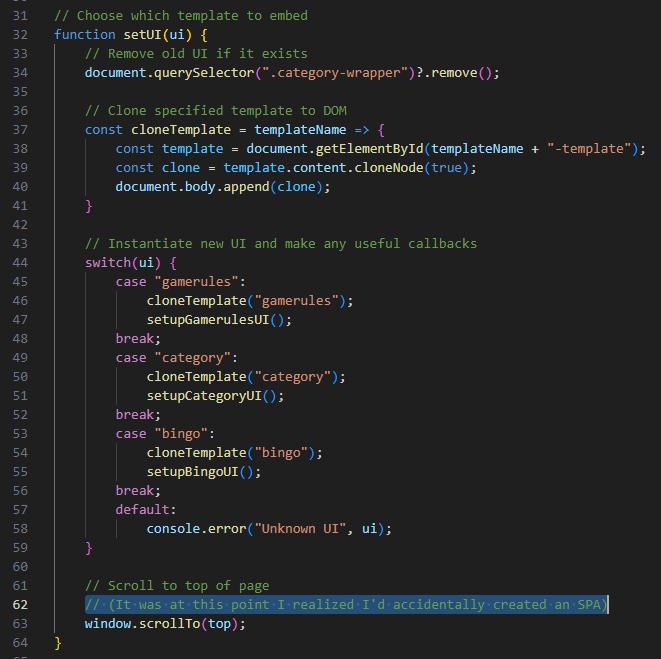 31 // Choose which template to embed
32 function setUI(ui) {
33     // Remove old UI if it exists
34     document.querySelector(".category-wrapper")?.remove();
35
36     // Clone specified template to DOM
37     const cloneTemplate = templateName => {
38         const template = document.getElementById(templateName + "-template");
39         const clone = template.content.cloneNode(true);
40         document.body.append(clone);
41     }
42
43     // Instantiate new UI and make any useful callbacks
44     switch(ui) {
45         case "gamerules":
46             cloneTemplate("gamerules");
47             setupGamerulesUI();
48         break;
49         case "category":
50             cloneTemplate("category");
51             setupCategoryUI();
52         break;
53         case "bingo":
54             cloneTemplate("bingo");
55             setupBingoUI();
56         break;
57         default:
58             console.error("Unknown UI", ui);
59     }
60
61     // Scroll to top of page
62     // (It was at this point I realized I'd accidentally created an SPA)
63     window.scrollTo(top);
64 }